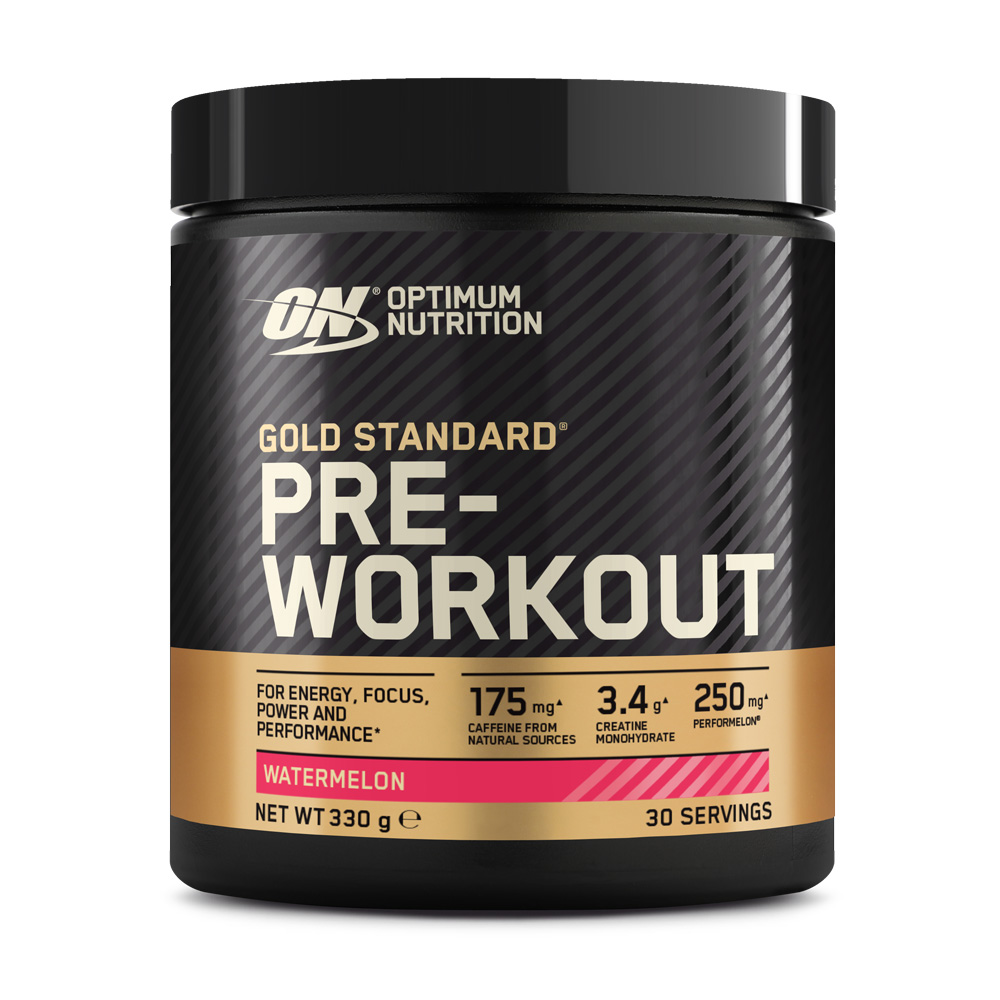 ON® OPTIMUM
NUTRITION
GOLD STANDARD®
PRE-
WORKOUT
FOR ENERGY, FOCUS,
POWER AND
PERFORMANCE*
175 mg▲
CAFFEINE FROM
NATURAL SOURCES
3.4 g▲
CREATINE
MONOHYDRATE
250 mg▲
PERFORMELON®
WATERMELON
NET WT 330 g ℮
30 SERVINGS